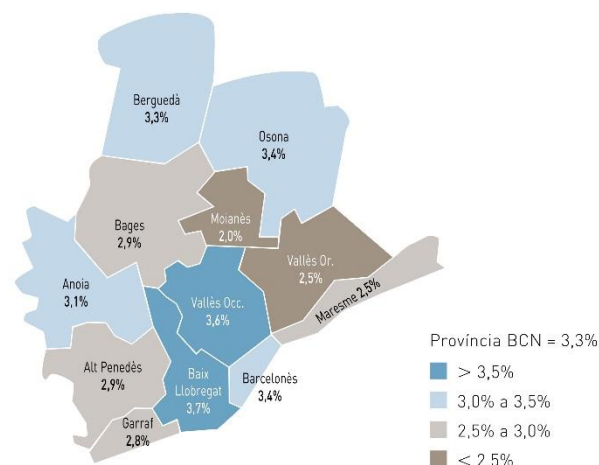 Berguedà
3,3%
Osona
3,4%
Moianès
2,0%
Bages
2,9%
Vallès Or.
2,5%
Anoia
3,1%
Vallès Occ.
3,6%
Maresme 2,5%
Alt Penedès
2,9%
Baix
Llobregat
3,7%
Barcelonès
3,4%
Garraf
2,8%
Província BCN = 3,3%
> 3,5%
3,0% a 3,5%
2,5% a 3,0%
< 2,5%